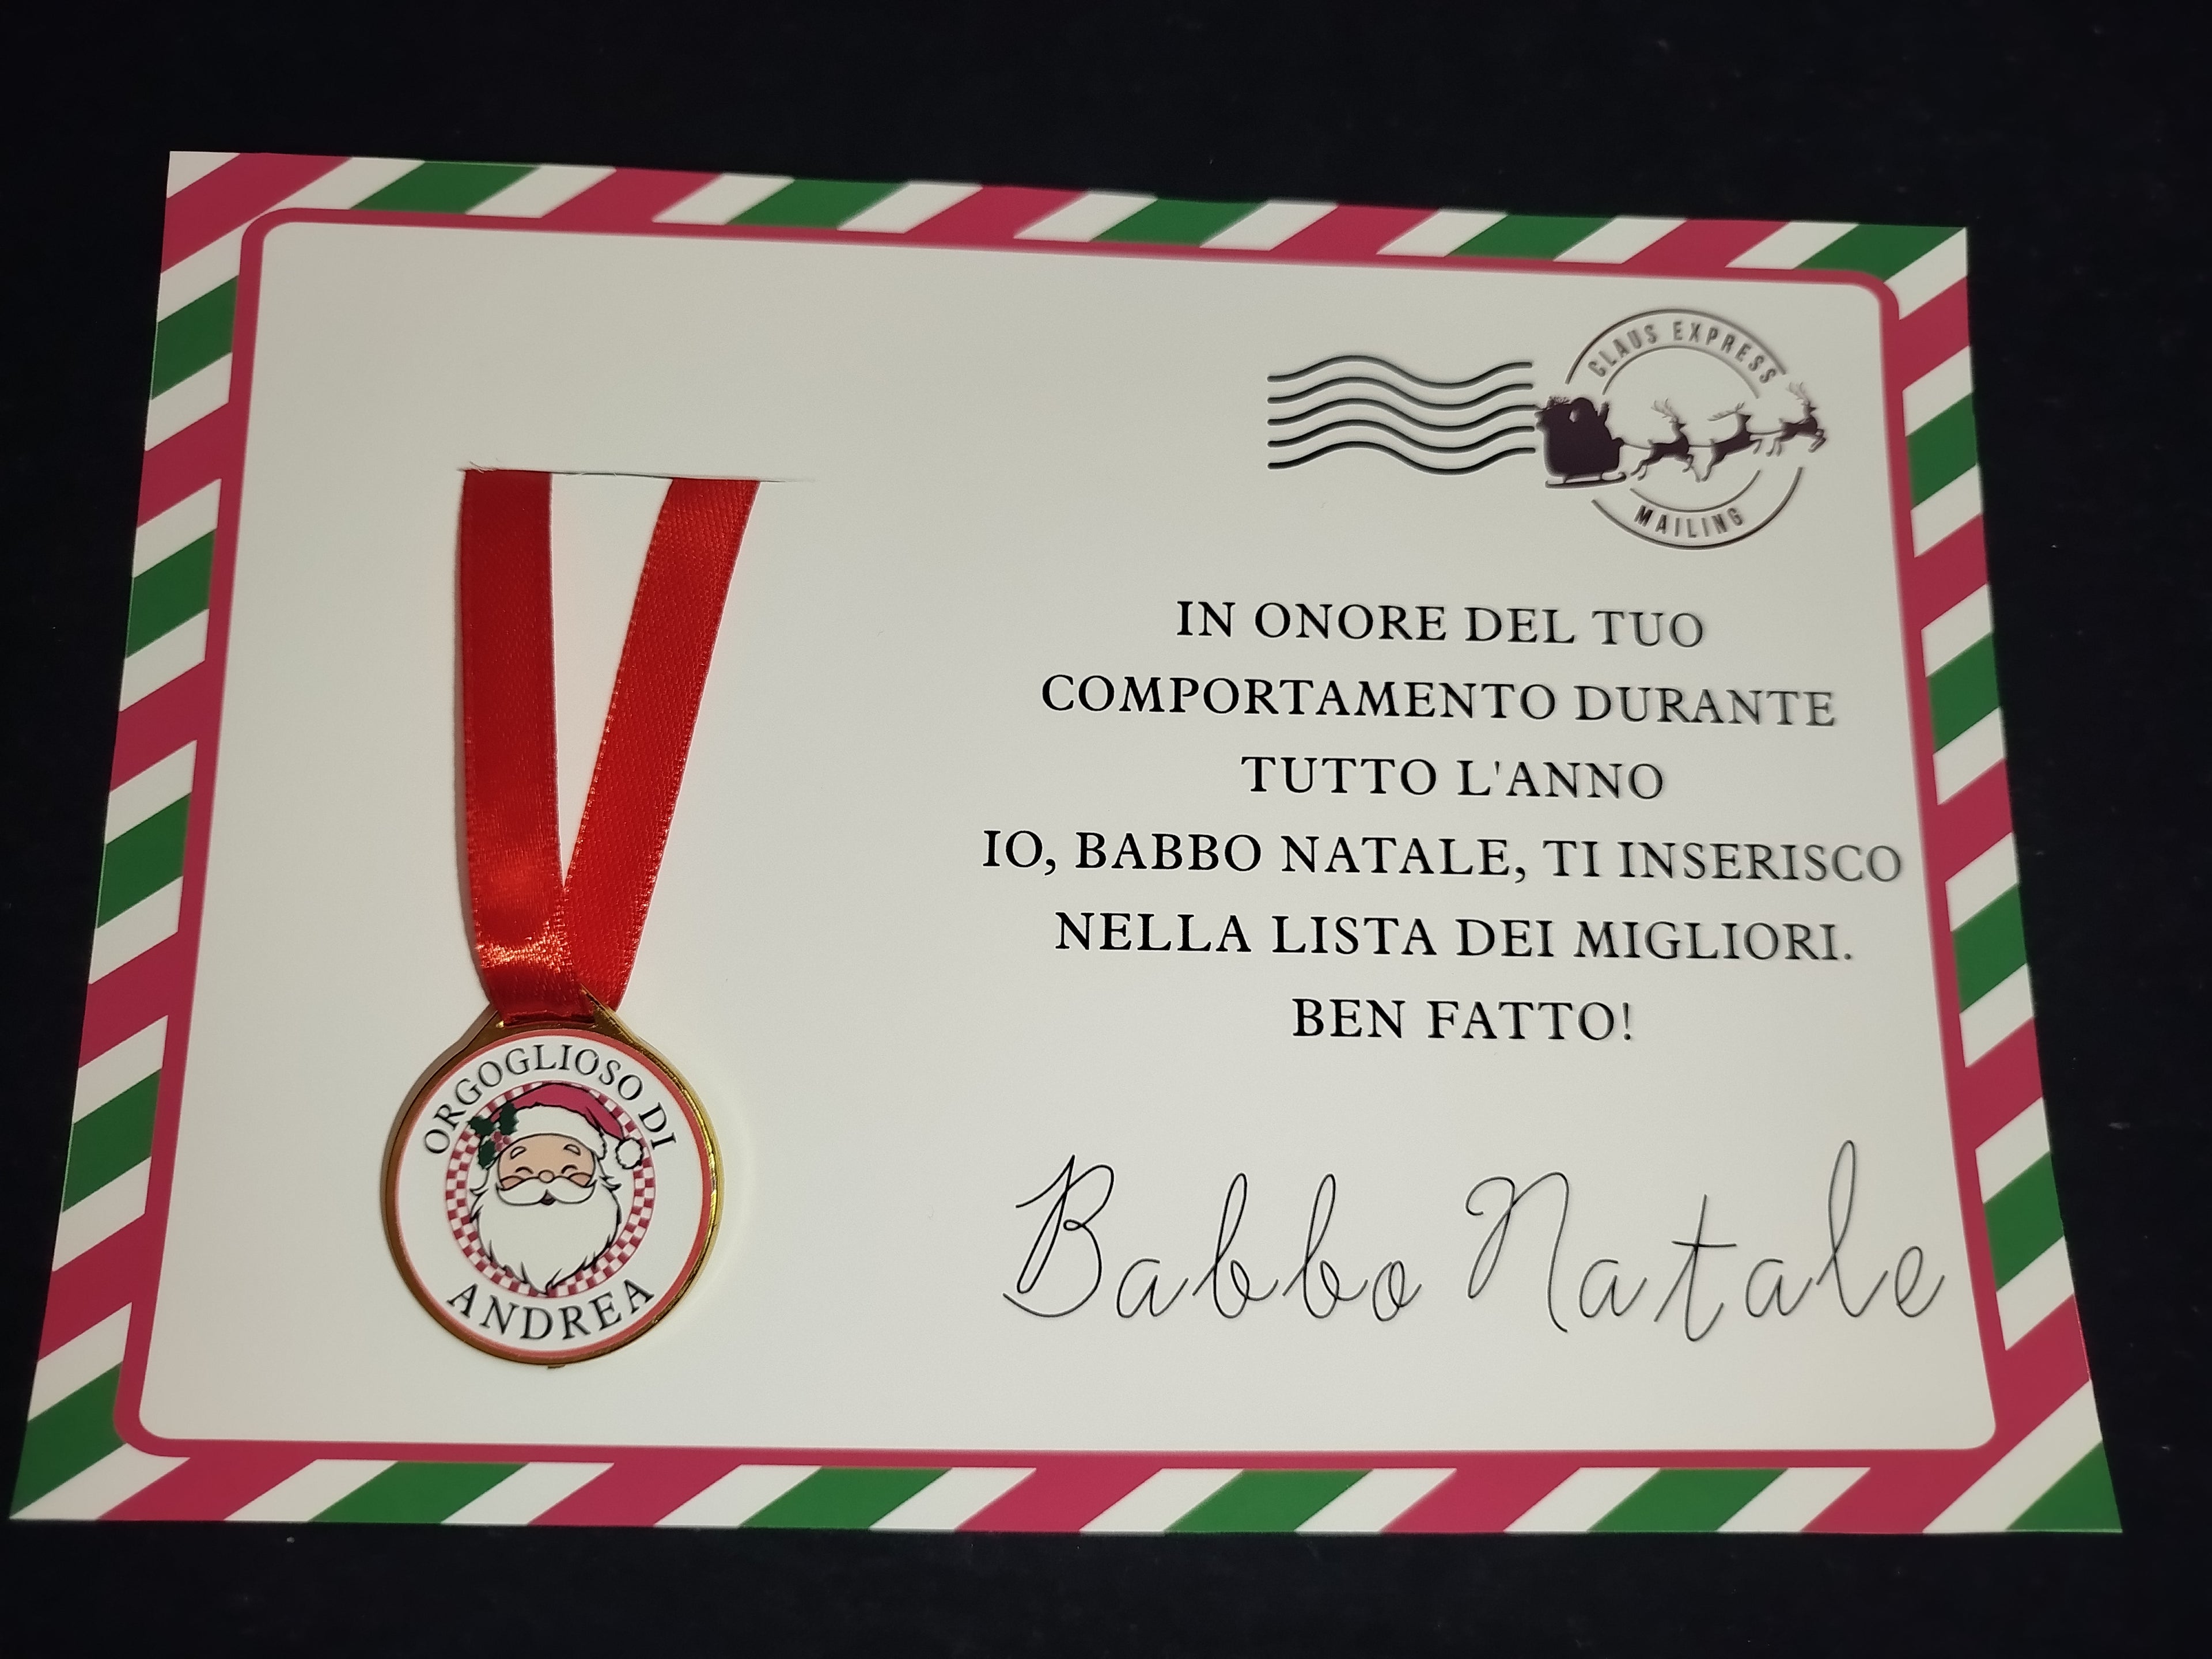 CLAUS EXPRESS
MAILING
IN ONORE DEL TUO
COMPORTAMENTO DURANTE
TUTTO L'ANNO
IO, BABBO NATALE, TI INSERISCO
NELLA LISTA DEI MIGLIORI.
BEN FATTO!
Babbo Natale
ORGOGLIOSO DI
ANDREA